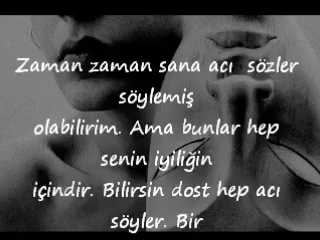 Zaman zaman sana acı sözler
söylemiş
olabilirim. Ama bunlar hep
senin iyiliğin
içindir. Bilirsin dost hep acı
söyler. Bir